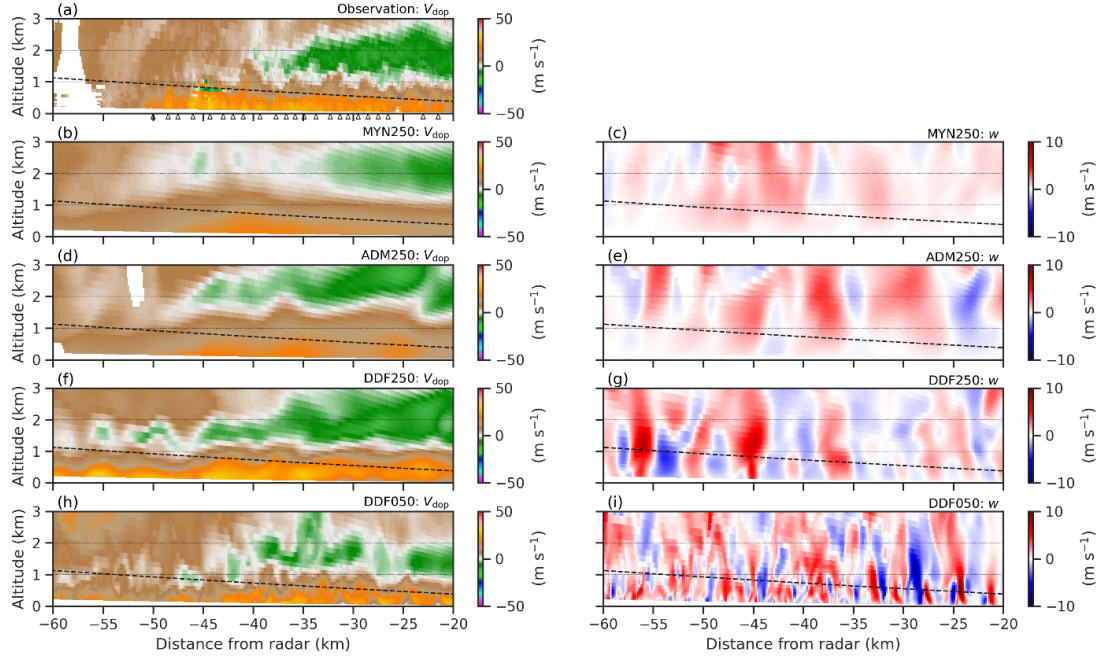 (a) Observation: Vdop
Altitude (km)
3
2
1
0
50
0
−50
(m s⁻¹)
(b) MYN250: Vdop
Altitude (km)
3
2
1
0
50
0
−50
(m s⁻¹)
(c) MYN250: w
10
0
−10
(m s⁻¹)
(d) ADM250: Vdop
Altitude (km)
3
2
1
0
50
0
−50
(m s⁻¹)
(e) ADM250: w
10
0
−10
(m s⁻¹)
(f) DDF250: Vdop
Altitude (km)
3
2
1
0
50
0
−50
(m s⁻¹)
(g) DDF250: w
10
0
−10
(m s⁻¹)
(h) DDF050: Vdop
Altitude (km)
3
2
1
0
50
0
−50
(m s⁻¹)
−60 −55 −50 −45 −40 −35 −30 −25 −20
Distance from radar (km)
(i) DDF050: w
10
0
−10
(m s⁻¹)
−60 −55 −50 −45 −40 −35 −30 −25 −20
Distance from radar (km)